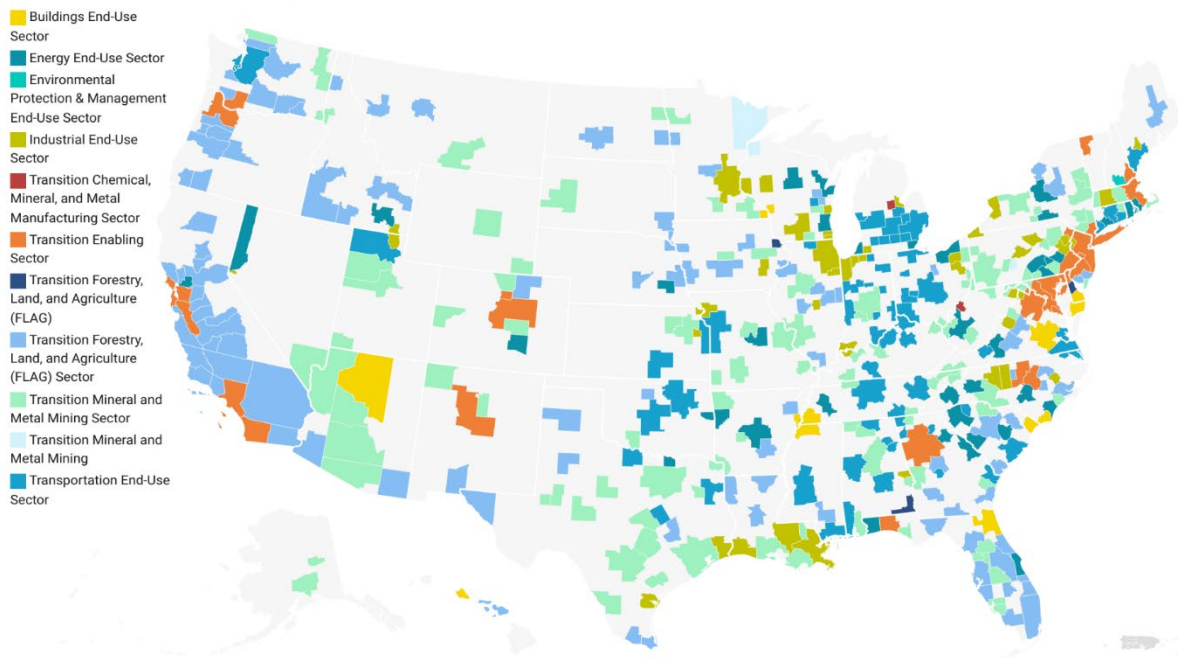 Buildings End-Use
Sector
Energy End-Use Sector
Environmental
Protection & Management
End-Use Sector
Industrial End-Use
Sector
Transition Chemical,
Mineral, and Metal
Manufacturing Sector
Transition Enabling
Sector
Transition Forestry,
Land, and Agriculture
(FLAG)
Transition Forestry,
Land, and Agriculture
(FLAG) Sector
Transition Mineral and
Metal Mining Sector
Transition Mineral and
Metal Mining
Transportation End-Use
Sector